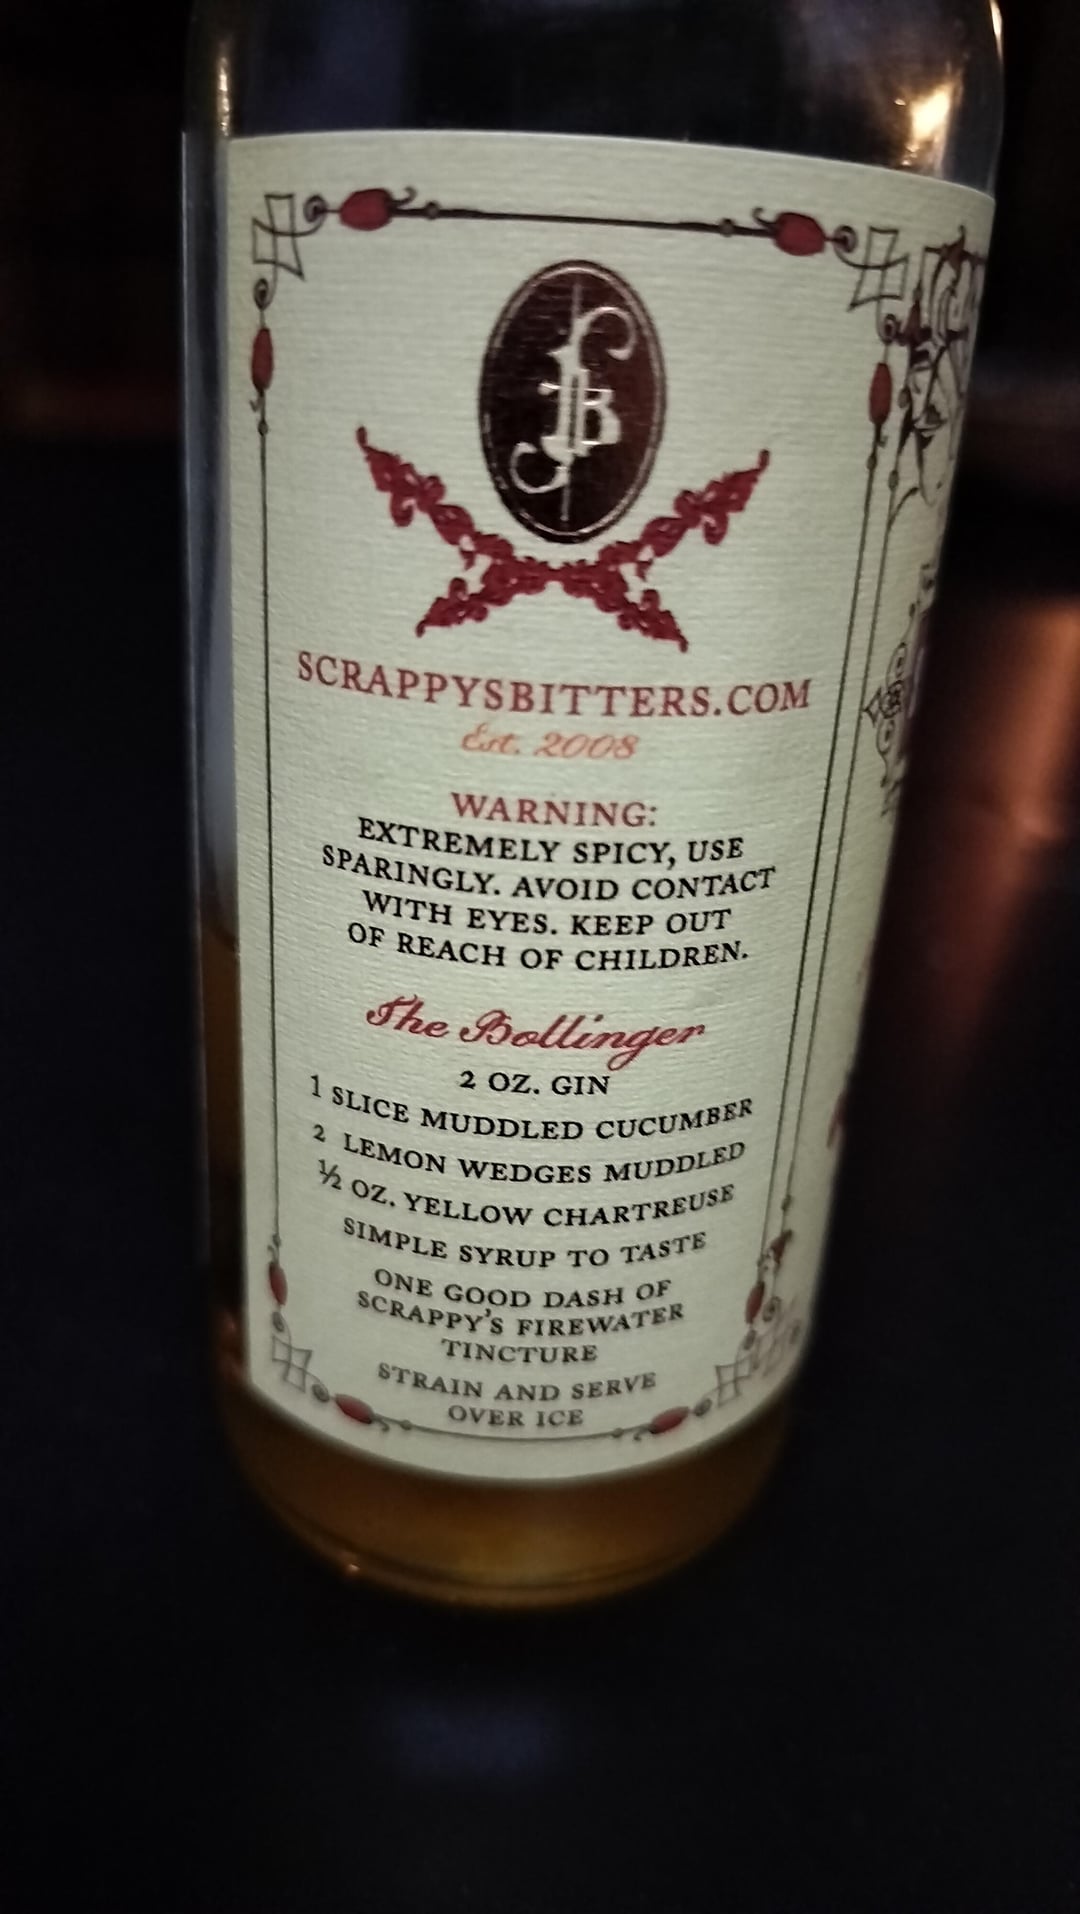 SB
SCRAPPYSBITTERS.COM
Est. 2008
WARNING:
EXTREMELY SPICY, USE
SPARINGLY. AVOID CONTACT
WITH EYES. KEEP OUT
OF REACH OF CHILDREN.
The Bollinger
2 OZ. GIN
1 SLICE MUDDLED CUCUMBER
2 LEMON WEDGES MUDDLED
½ OZ. YELLOW CHARTREUSE
SIMPLE SYRUP TO TASTE
ONE GOOD DASH OF
SCRAPPY'S FIREWATER
TINCTURE
STRAIN AND SERVE
OVER ICE